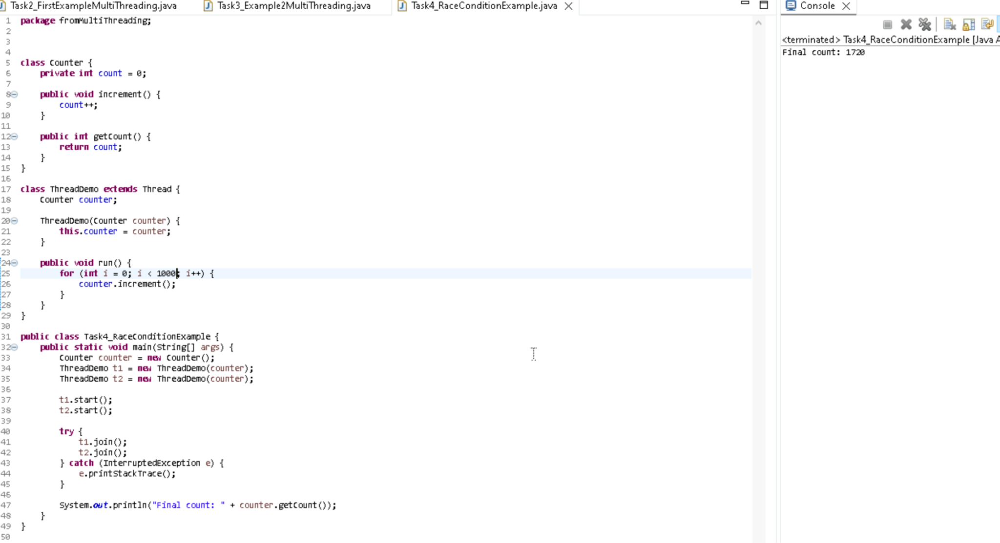 Task2_FirstExampleMultiThreading.java Task3_Example2MultiThreading.java Task4_RaceConditionExample.java
1 package fromMultiThreading;
2
3
4
5 class Counter {
6     private int count = 0;
7
8     public void increment() {
9         count++;
10     }
11
12     public int getCount() {
13         return count;
14     }
15 }
16
17 class ThreadDemo extends Thread {
18     Counter counter;
19
20     ThreadDemo(Counter counter) {
21         this.counter = counter;
22     }
23
24     public void run() {
25         for (int i = 0; i < 1000; i++) {
26             counter.increment();
27         }
28     }
29 }
30
31 public class Task4_RaceConditionExample {
32     public static void main(String[] args) {
33         Counter counter = new Counter();
34         ThreadDemo t1 = new ThreadDemo(counter);
35         ThreadDemo t2 = new ThreadDemo(counter);
36
37         t1.start();
38         t2.start();
39
40         try {
41             t1.join();
42             t2.join();
43         } catch (InterruptedException e) {
44             e.printStackTrace();
45         }
46
47         System.out.println("Final count: " + counter.getCount());
48     }
49 }
50
Console
<terminated> Task4_RaceConditionExample [Java A
Final count: 1720